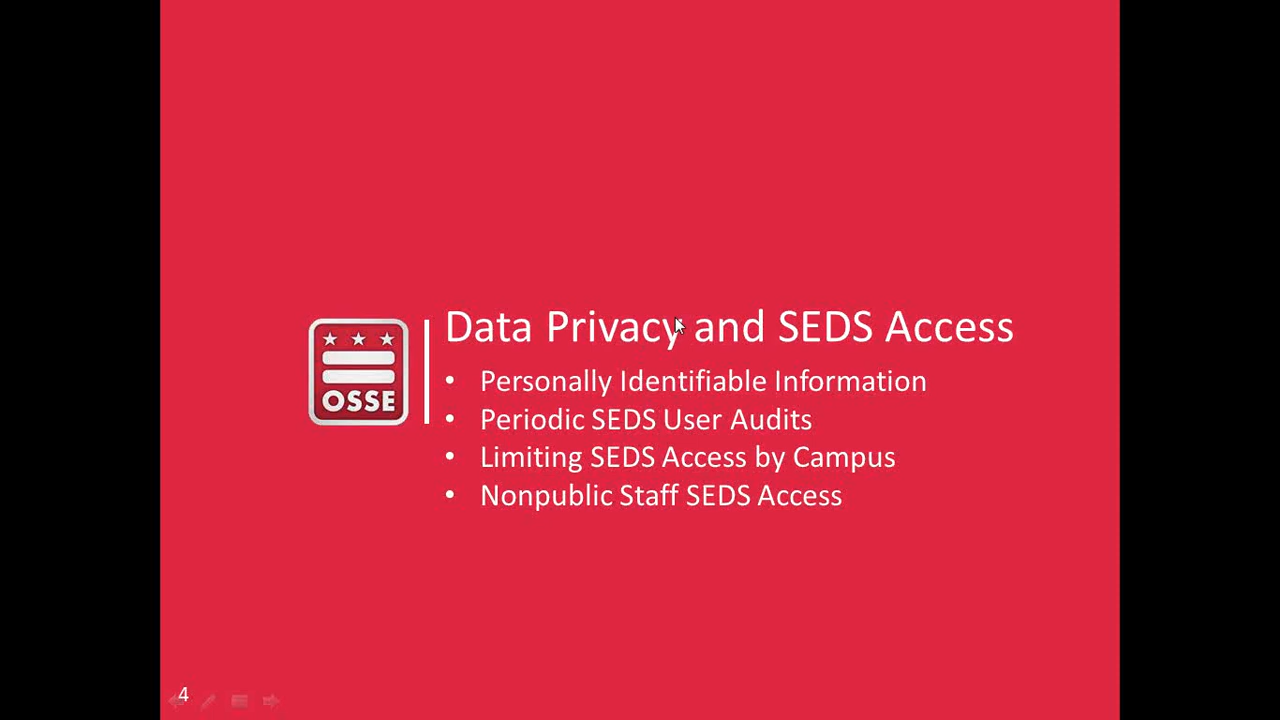 Data Privacy and SEDS Access
• Personally Identifiable Information
• Periodic SEDS User Audits
• Limiting SEDS Access by Campus
• Nonpublic Staff SEDS Access
OSSE
4